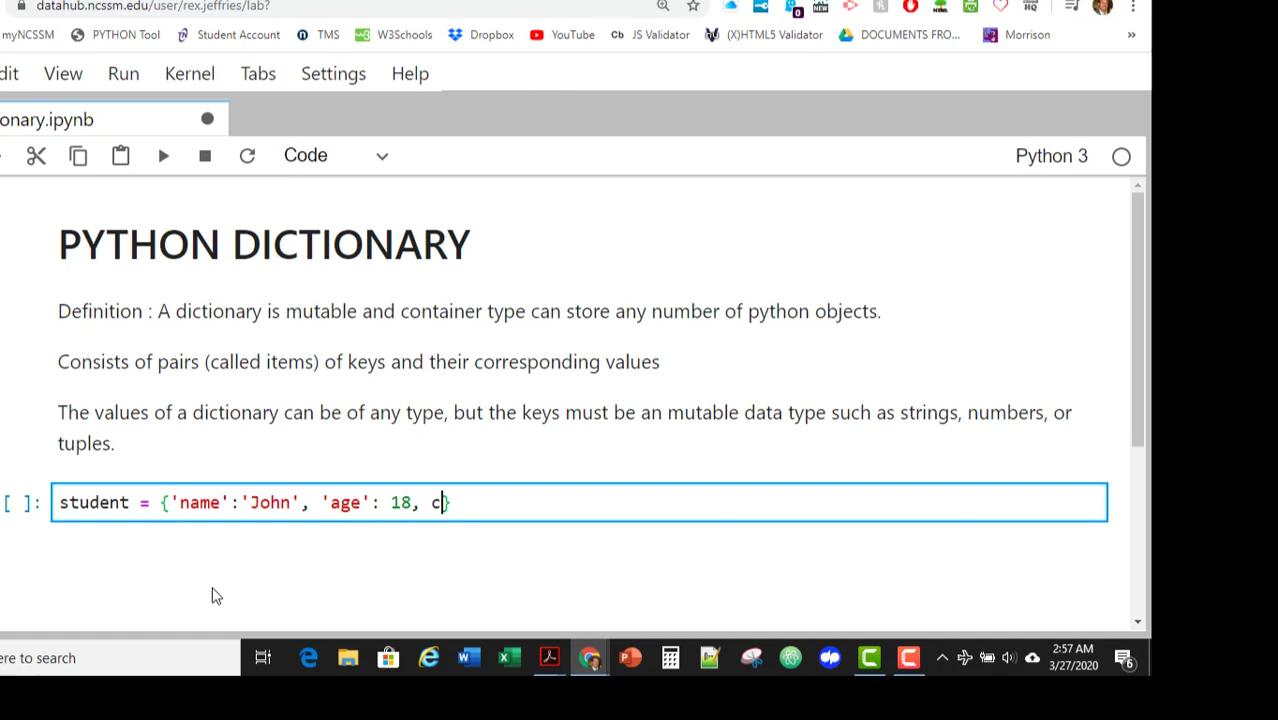 datahub.ncssm.edu/user/rex.jeffries/lab?
myNCSSM PYTHON Tool Student Account TMS W3Schools Dropbox YouTube Cb JS Validator (X)HTML5 Validator DOCUMENTS FRO... Morrison »
dit View Run Kernel Tabs Settings Help
onary.ipynb
Code Python 3
PYTHON DICTIONARY
Definition : A dictionary is mutable and container type can store any number of python objects.
Consists of pairs (called items) of keys and their corresponding values
The values of a dictionary can be of any type, but the keys must be an mutable data type such as strings, numbers, or
tuples.
[ ]: student = {'name':'John', 'age': 18, c}
ere to search
2:57 AM
3/27/2020
6